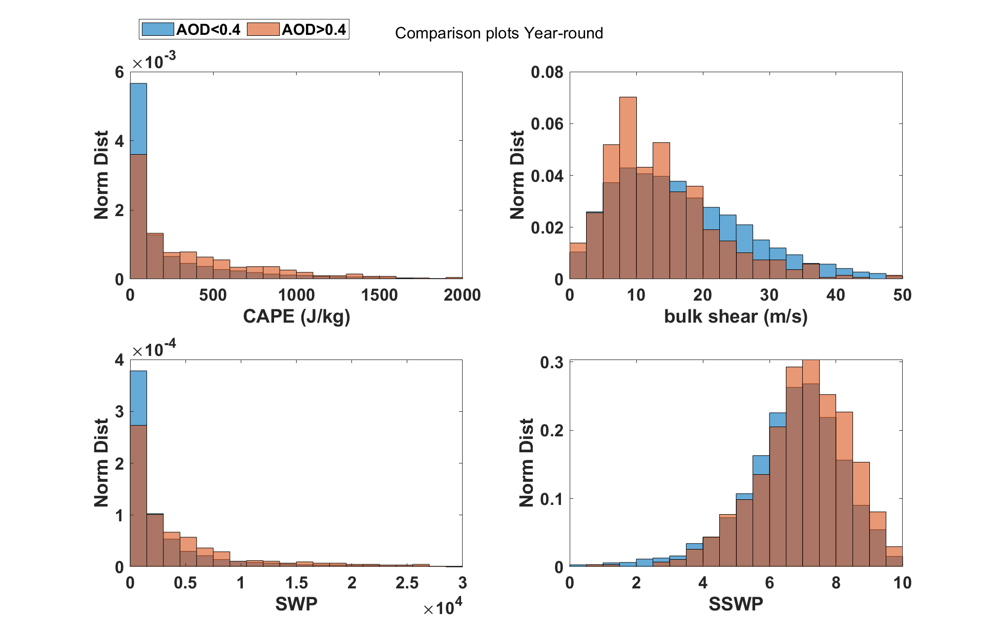 AOD<0.4 AOD>0.4
Comparison plots Year-round
×10-3
6
4
2
0
Norm Dist
0 500 1000 1500 2000
CAPE (J/kg)
0.08
0.06
0.04
0.02
0
Norm Dist
0 10 20 30 40 50
bulk shear (m/s)
×10-4
4
3
2
1
0
Norm Dist
0 0.5 1 1.5 2 2.5 3
SWP
×104
0.3
0.2
0.1
0
Norm Dist
0 2 4 6 8 10
SSWP